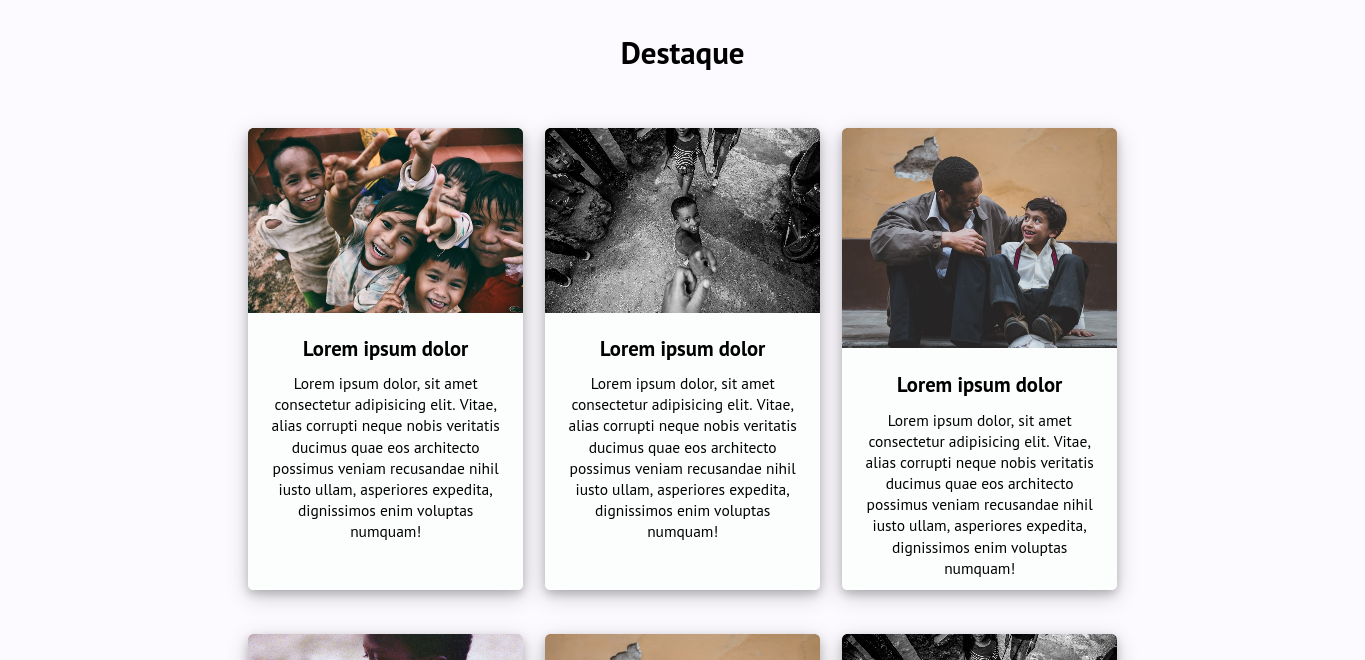 Destaque
Lorem ipsum dolor
Lorem ipsum dolor, sit amet
consectetur adipisicing elit. Vitae,
alias corrupti neque nobis veritatis
ducimus quae eos architecto
possimus veniam recusandae nihil
iusto ullam, asperiores expedita,
dignissimos enim voluptas
numquam!
Lorem ipsum dolor
Lorem ipsum dolor, sit amet
consectetur adipisicing elit. Vitae,
alias corrupti neque nobis veritatis
ducimus quae eos architecto
possimus veniam recusandae nihil
iusto ullam, asperiores expedita,
dignissimos enim voluptas
numquam!
Lorem ipsum dolor
Lorem ipsum dolor, sit amet
consectetur adipisicing elit. Vitae,
alias corrupti neque nobis veritatis
ducimus quae eos architecto
possimus veniam recusandae nihil
iusto ullam, asperiores expedita,
dignissimos enim voluptas
numquam!